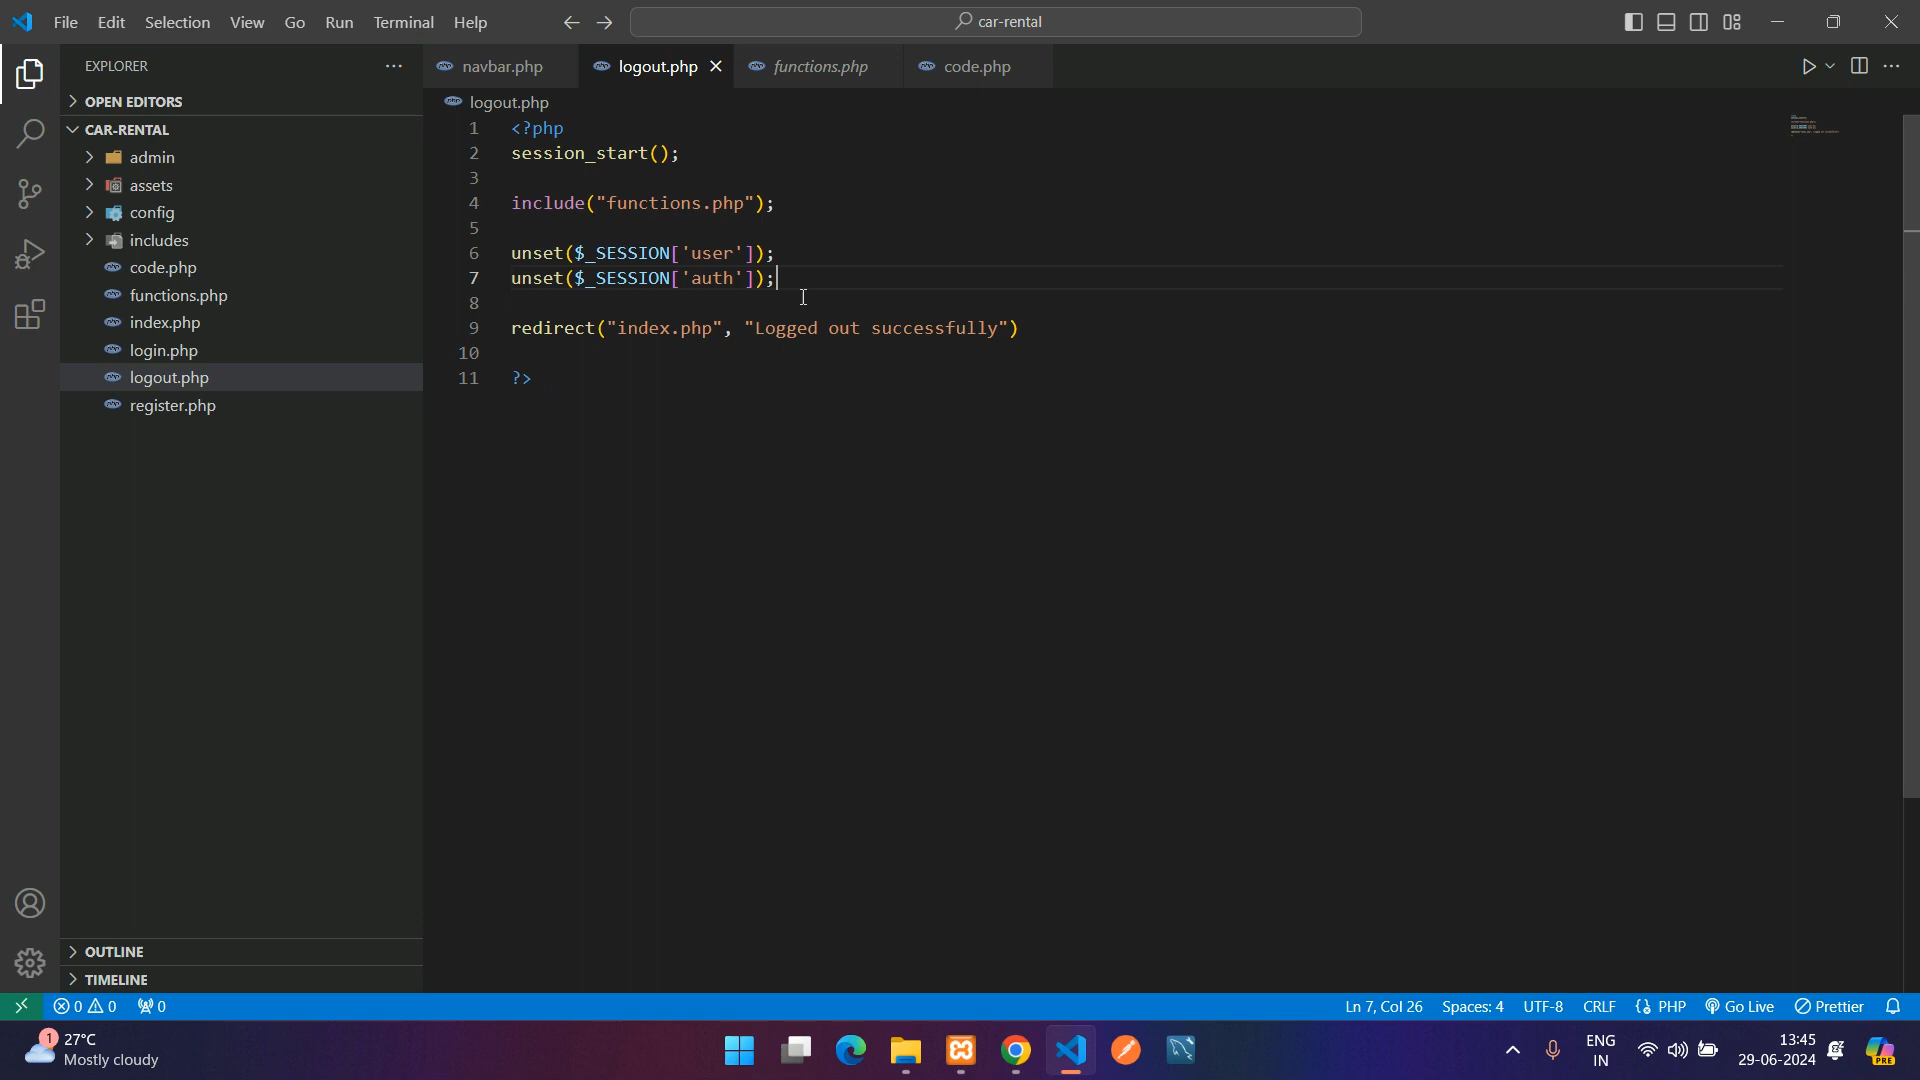 File Edit Selection View Go Run Terminal Help
car-rental
EXPLORER
navbar.php
logout.php
functions.php
code.php
OPEN EDITORS
CAR-RENTAL
admin
assets
config
includes
code.php
functions.php
index.php
login.php
logout.php
register.php
OUTLINE
TIMELINE
logout.php
1 <?php
2 session_start();
3
4 include("functions.php");
5
6 unset($_SESSION['user']);
7 unset($_SESSION['auth']);
8
9 redirect("index.php", "Logged out successfully")
10
11 ?>
0 0 0
Ln 7, Col 26 Spaces: 4 UTF-8 CRLF PHP Go Live Prettier
1
27°C
Mostly cloudy
ENG
IN
13:45
29-06-2024
PRE